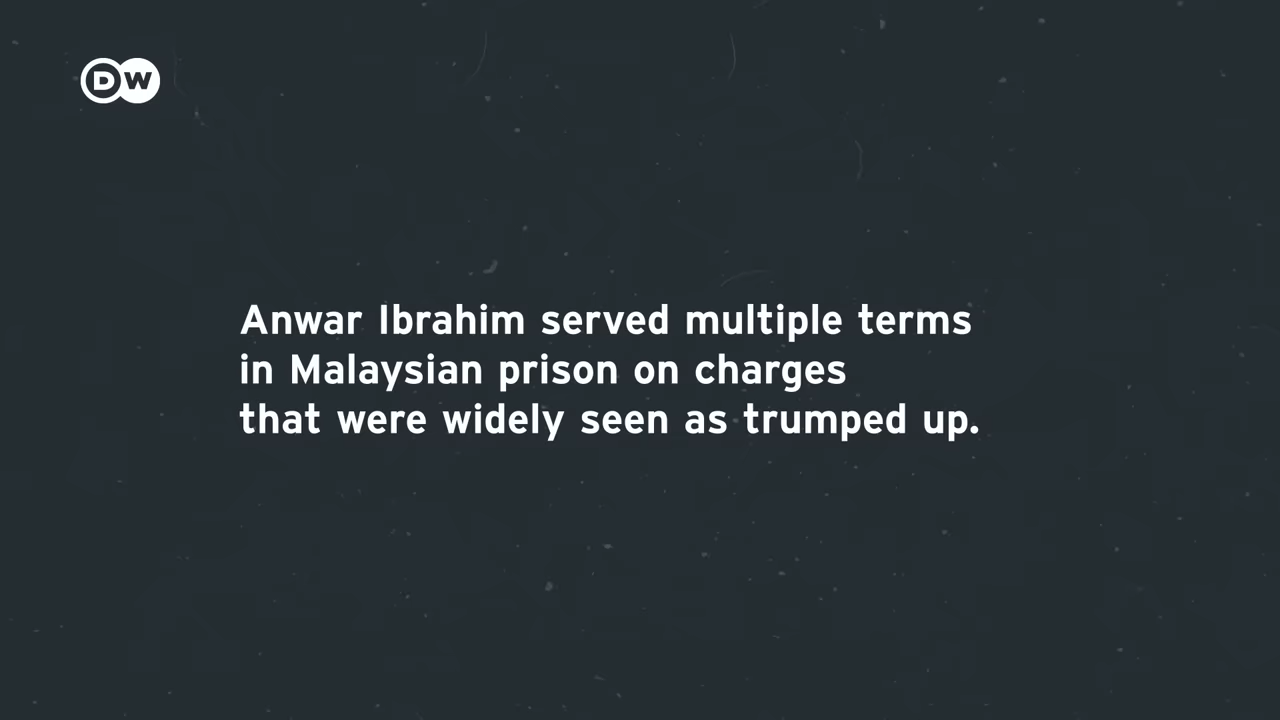 DW
Anwar Ibrahim served multiple terms
in Malaysian prison on charges
that were widely seen as trumped up.